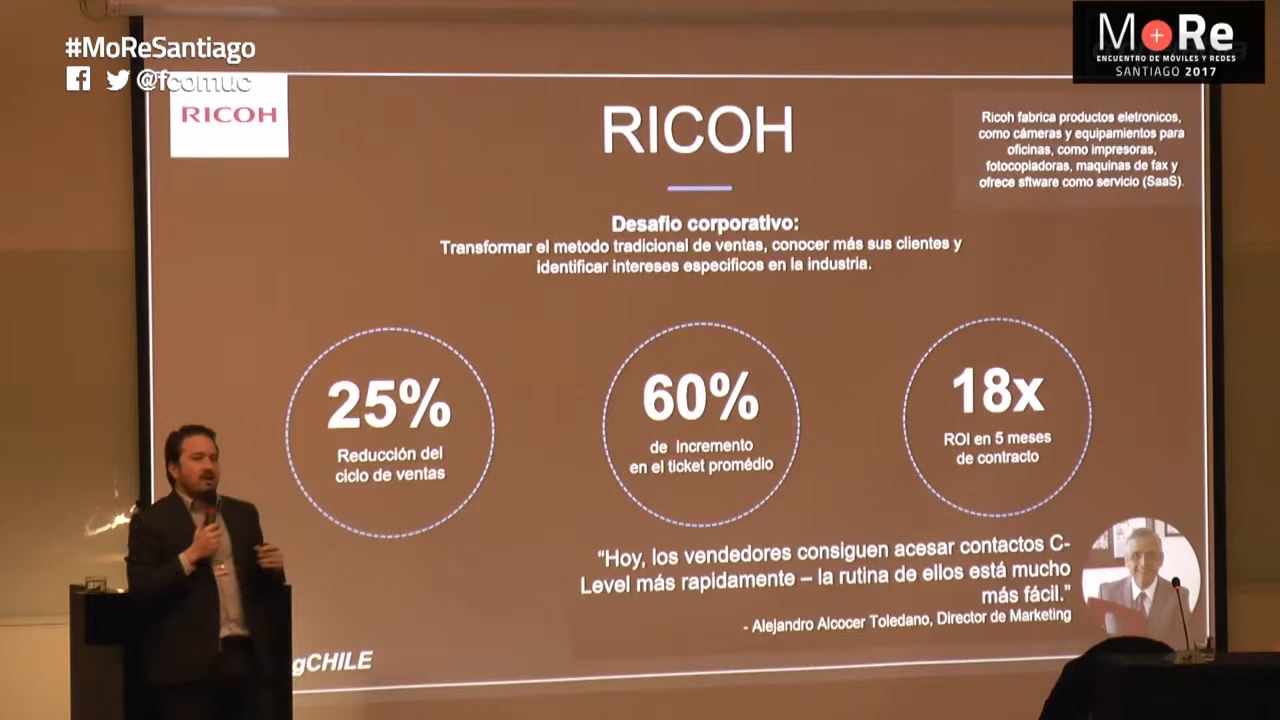 #MoReSantiago
@fcomuc
MoRe
ENCUENTRO DE MÓVILES Y REDES
SANTIAGO 2017
RICOH
RICOH
Ricoh fabrica productos eletronicos,
como cámeras y equipamientos para
oficinas, como impresoras,
fotocopiadoras, maquinas de fax y
ofrece sftware como servicio (SaaS).
Desafio corporativo:
Transformar el metodo tradicional de ventas, conocer más sus clientes y
identificar intereses especificos en la industria.
25%
Reducción del
ciclo de ventas
60%
de incremento
en el ticket promédio
18x
ROI en 5 meses
de contracto
“Hoy, los vendedores consiguen acesar contactos C-
Level más rapidamente – la rutina de ellos está mucho
más fácil.”
- Alejandro Alcocer Toledano, Director de Marketing
gCHILE